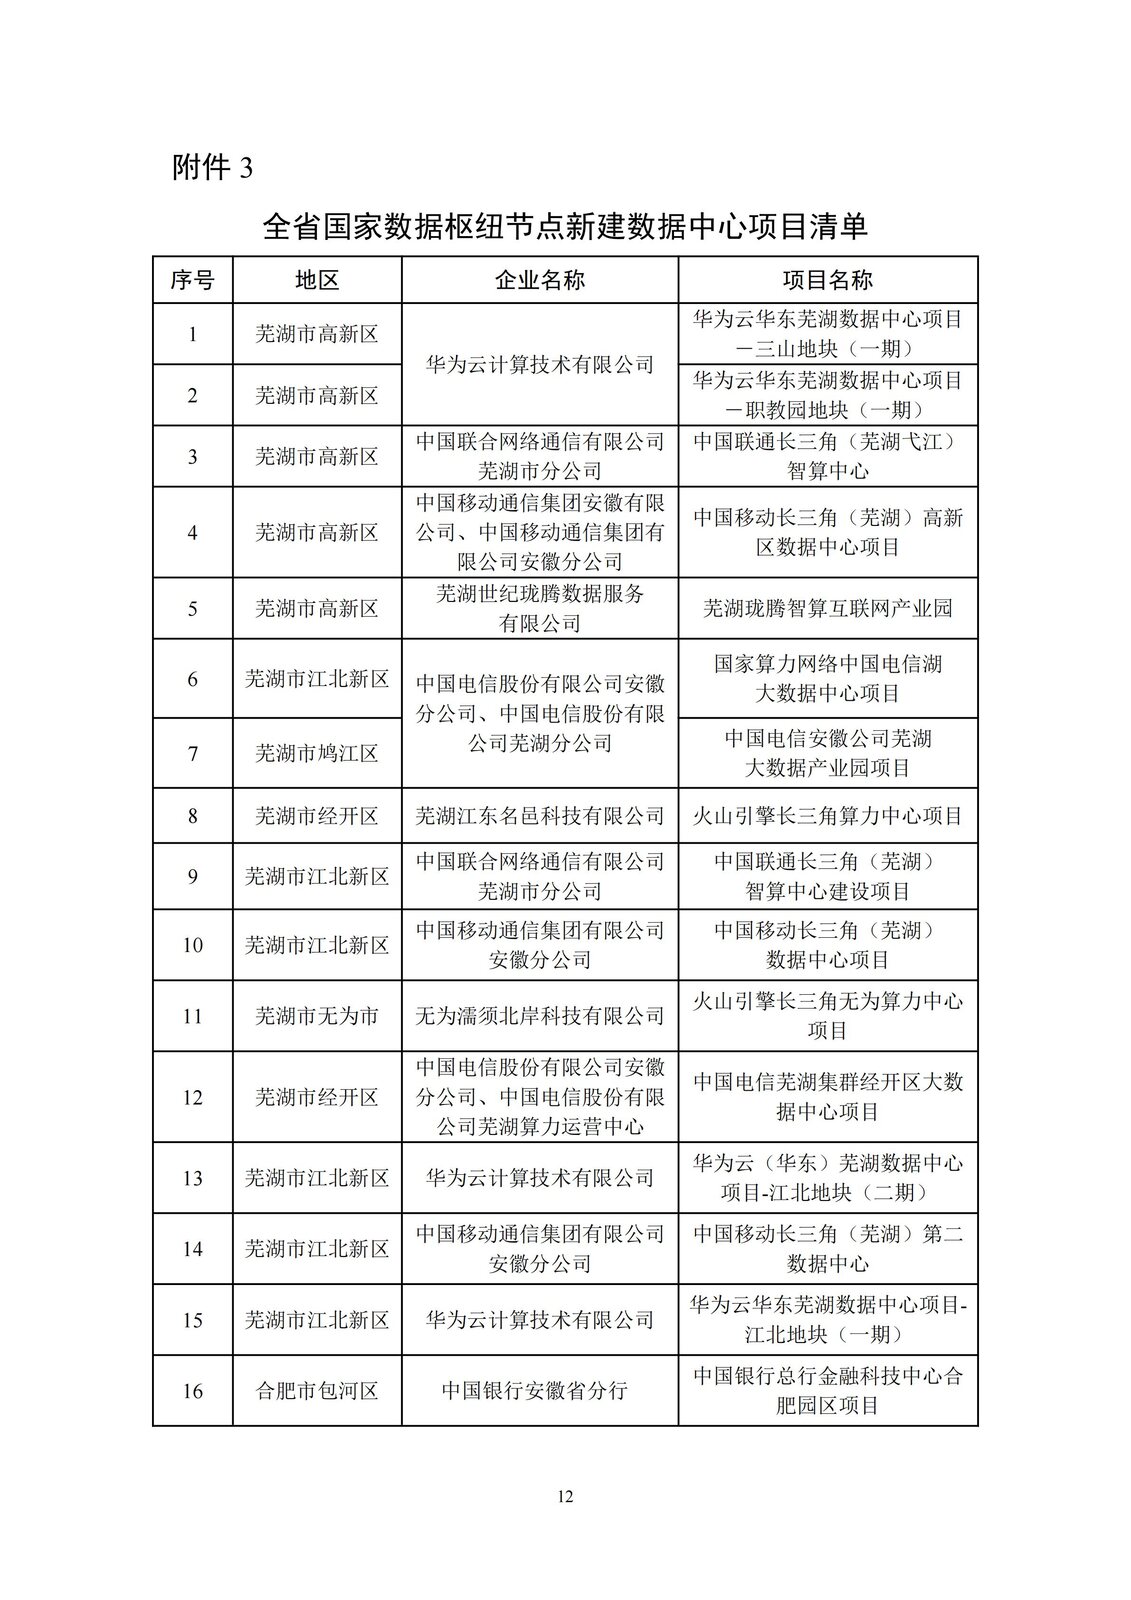 附件 3
全省国家数据枢纽节点新建数据中心项目清单
序号 地区 企业名称 项目名称
1 芜湖市高新区 华为云计算技术有限公司 华为云华东芜湖数据中心项目
－三山地块（一期）
2 芜湖市高新区 华为云华东芜湖数据中心项目
－职教园地块（一期）
3 芜湖市高新区 中国联合网络通信有限公司
芜湖市分公司
中国联通长三角（芜湖弋江）
智算中心
4 芜湖市高新区 中国移动通信集团安徽有限
公司、中国移动通信集团有
限公司安徽分公司
中国移动长三角（芜湖）高新
区数据中心项目
5 芜湖市高新区 芜湖世纪珑腾数据服务
有限公司
芜湖珑腾智算互联网产业园
6 芜湖市江北新区 中国电信股份有限公司安徽
分公司、中国电信股份有限
公司芜湖分公司
国家算力网络中国电信湖
大数据中心项目
7 芜湖市鸠江区 中国电信安徽公司芜湖
大数据产业园项目
8 芜湖市经开区 芜湖江东名邑科技有限公司 火山引擎长三角算力中心项目
9 芜湖市江北新区 中国联合网络通信有限公司
芜湖市分公司
中国联通长三角（芜湖）
智算中心建设项目
10 芜湖市江北新区 中国移动通信集团有限公司
安徽分公司
中国移动长三角（芜湖）
数据中心项目
11 芜湖市无为市 无为濡须北岸科技有限公司 火山引擎长三角无为算力中心
项目
12 芜湖市经开区 中国电信股份有限公司安徽
分公司、中国电信股份有限
公司芜湖算力运营中心
中国电信芜湖集群经开区大数
据中心项目
13 芜湖市江北新区 华为云计算技术有限公司 华为云（华东）芜湖数据中心
项目-江北地块（二期）
14 芜湖市江北新区 中国移动通信集团有限公司
安徽分公司
中国移动长三角（芜湖）第二
数据中心
15 芜湖市江北新区 华为云计算技术有限公司 华为云华东芜湖数据中心项目-
江北地块（一期）
16 合肥市包河区 中国银行安徽省分行 中国银行总行金融科技中心合
肥园区项目
12